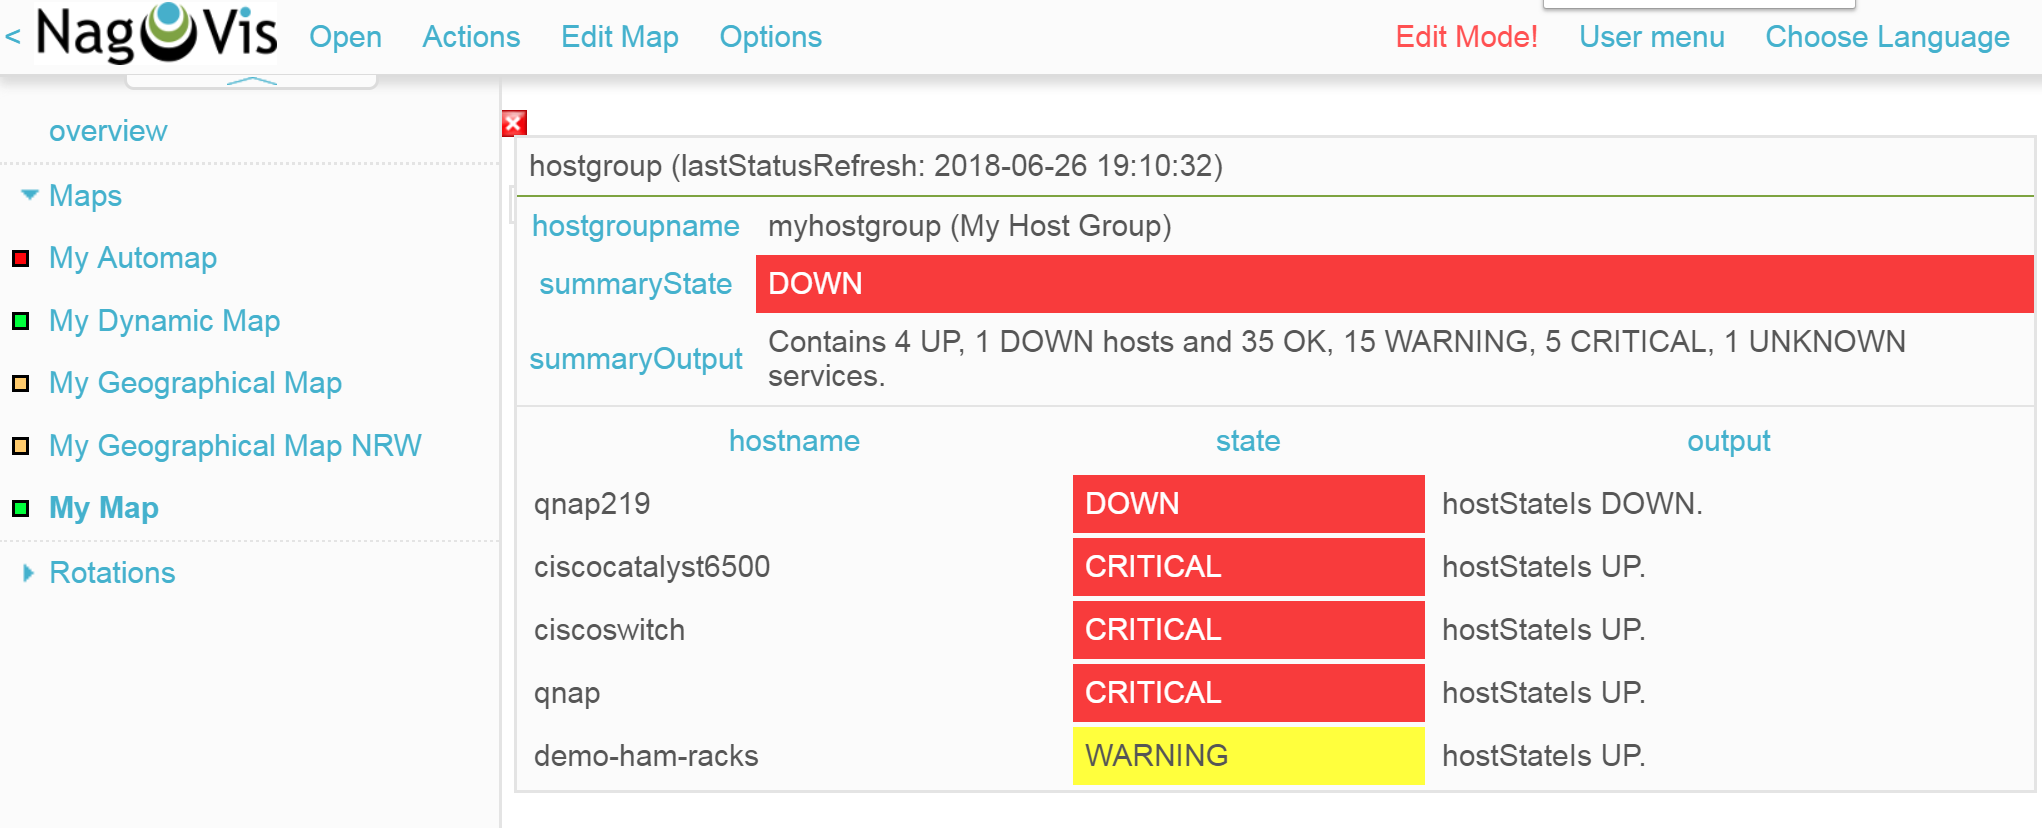 < NagVis Open Actions Edit Map Options Edit Mode! User menu Choose Language
overview
Maps
My Automap
My Dynamic Map
My Geographical Map
My Geographical Map NRW
My Map
Rotations
hostgroup (lastStatusRefresh: 2018-06-26 19:10:32)
hostgroupname myhostgroup (My Host Group)
summaryState DOWN
summaryOutput Contains 4 UP, 1 DOWN hosts and 35 OK, 15 WARNING, 5 CRITICAL, 1 UNKNOWN
services.
hostname state output
qnap219 DOWN hostStateIs DOWN.
ciscocatalyst6500 CRITICAL hostStateIs UP.
ciscoswitch CRITICAL hostStateIs UP.
qnap CRITICAL hostStateIs UP.
demo-ham-racks WARNING hostStateIs UP.